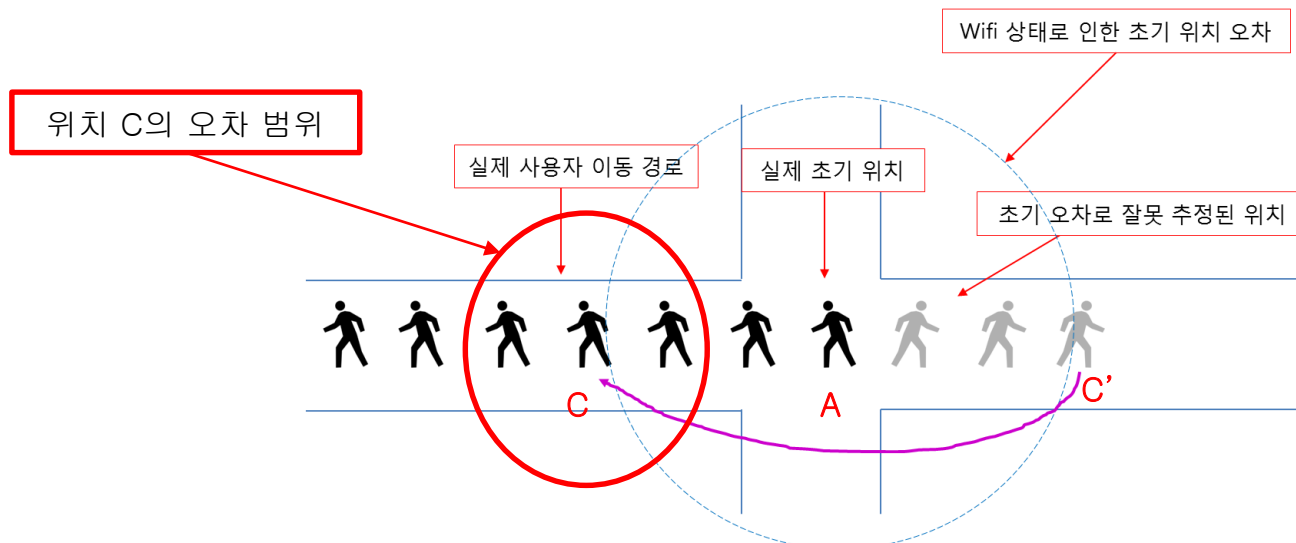 Wifi 상태로 인한 초기 위치 오차
위치 C의 오차 범위
실제 사용자 이동 경로
실제 초기 위치
초기 오차로 잘못 추정된 위치
C
A
C’